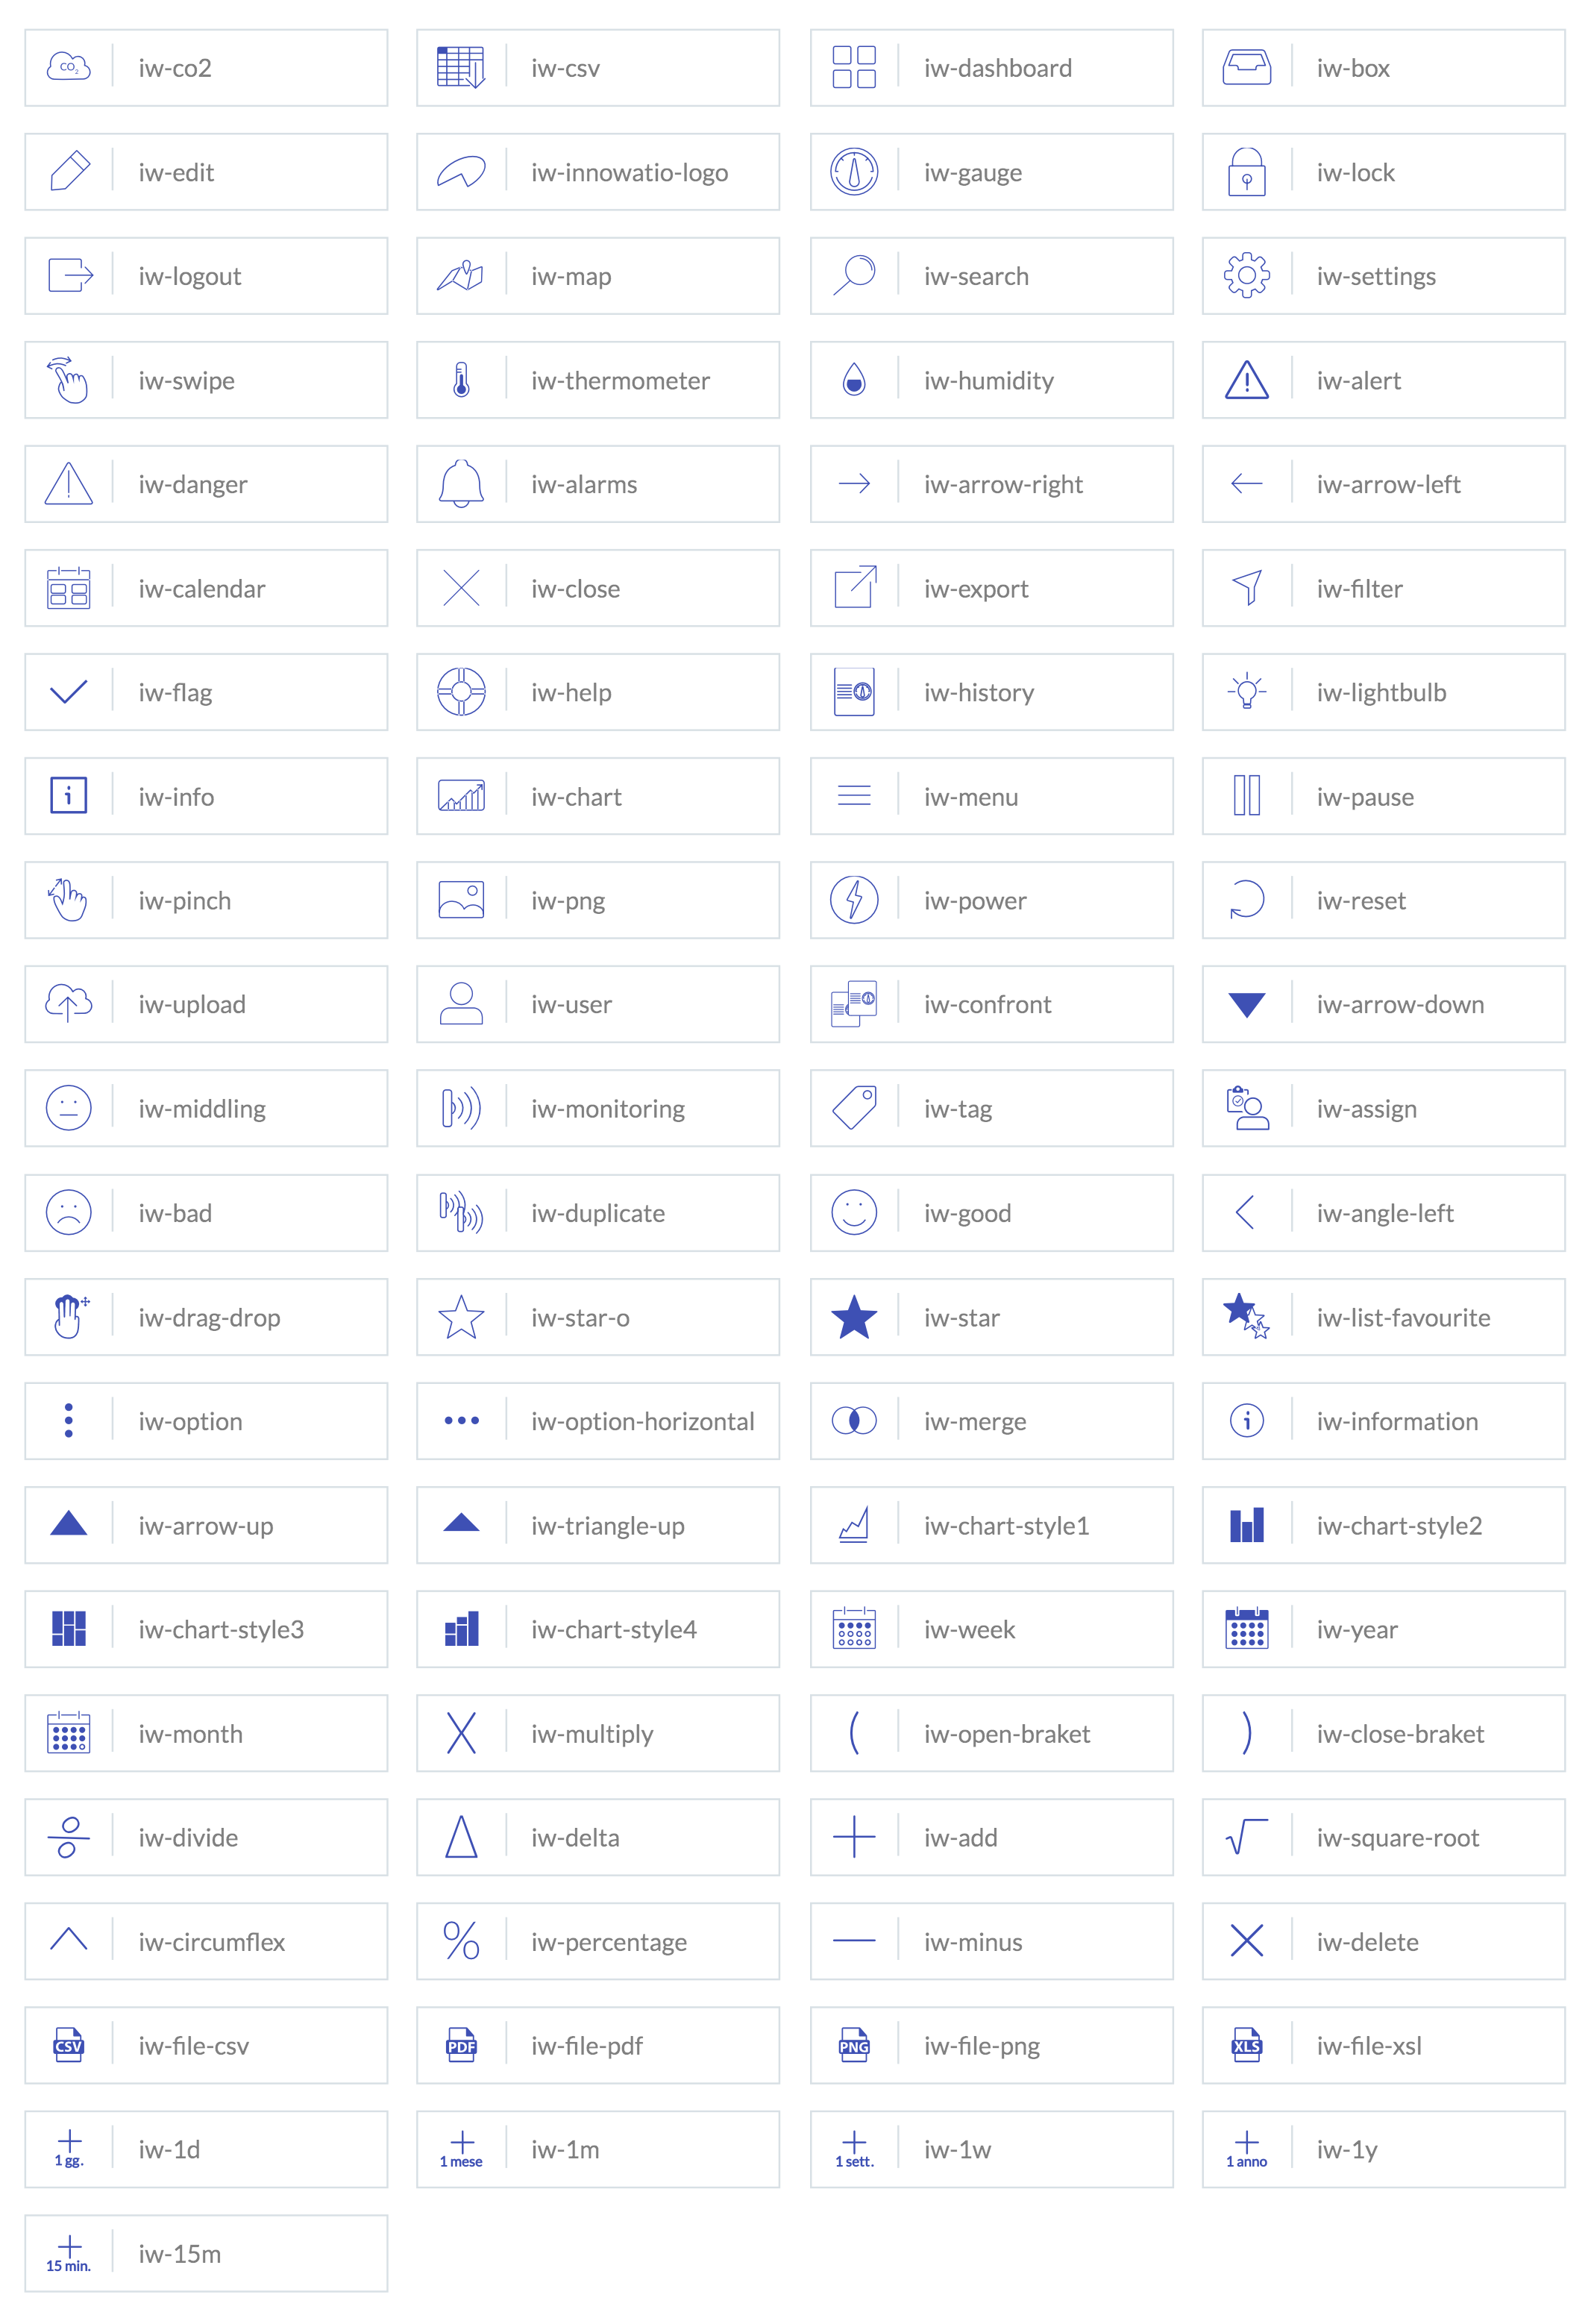 CO2 iw-co2 iw-csv iw-dashboard iw-box
iw-edit iw-innowatio-logo iw-gauge iw-lock
iw-logout iw-map iw-search iw-settings
iw-swipe iw-thermometer iw-humidity iw-alert
iw-danger iw-alarms iw-arrow-right iw-arrow-left
iw-calendar iw-close iw-export iw-filter
iw-flag iw-help iw-history iw-lightbulb
i iw-info iw-chart iw-menu iw-pause
iw-pinch iw-png iw-power iw-reset
iw-upload iw-user iw-confront iw-arrow-down
iw-middling iw-monitoring iw-tag iw-assign
iw-bad iw-duplicate iw-good iw-angle-left
iw-drag-drop iw-star-o iw-star iw-list-favourite
iw-option iw-option-horizontal iw-merge i iw-information
iw-arrow-up iw-triangle-up iw-chart-style1 iw-chart-style2
iw-chart-style3 iw-chart-style4 iw-week iw-year
iw-month iw-multiply ( iw-open-braket ) iw-close-braket
iw-divide iw-delta + iw-add √ iw-square-root
iw-circumflex % iw-percentage iw-minus iw-delete
CSV iw-file-csv PDF iw-file-pdf PNG iw-file-png XLS iw-file-xsl
+ 1 gg. iw-1d + 1 mese iw-1m + 1 sett. iw-1w + 1 anno iw-1y
+ 15 min. iw-15m